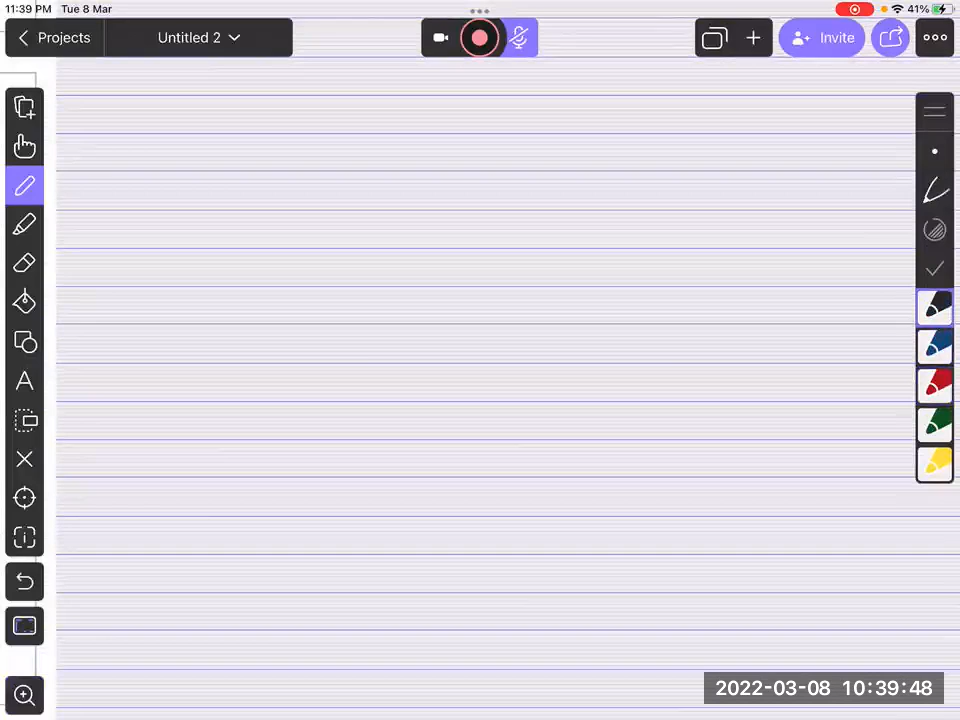 11:39 PM Tue 8 Mar
41%
Projects
Untitled 2
Invite
A
2022-03-08 10:39:48